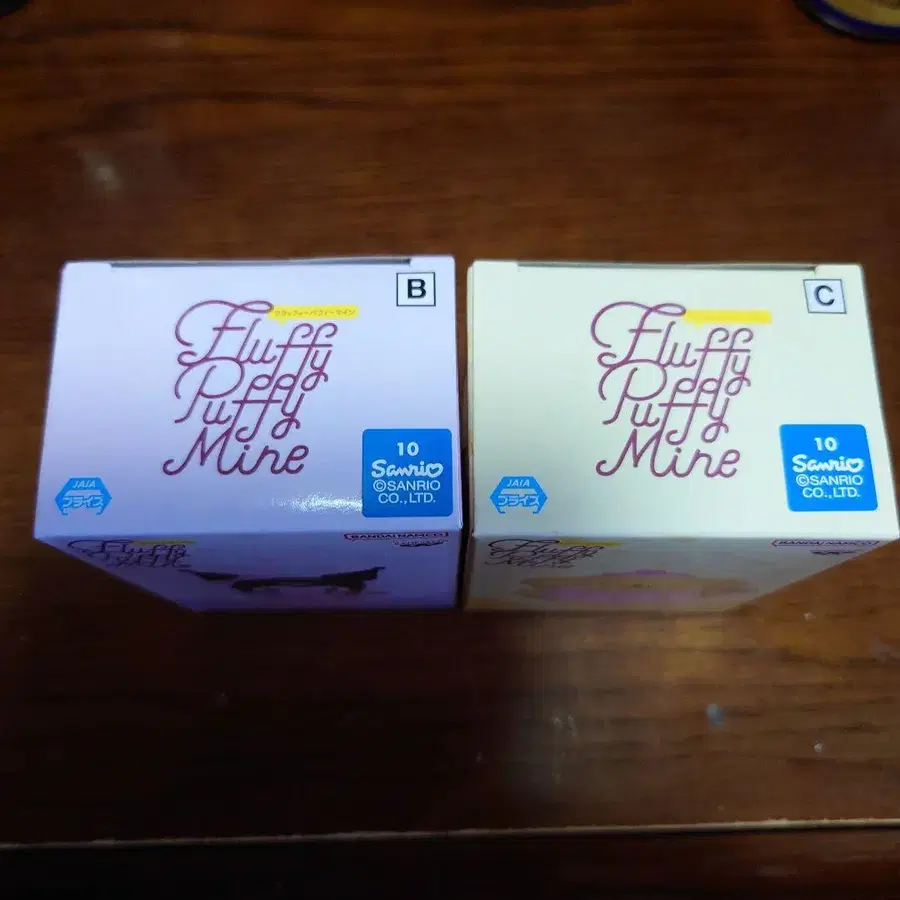 B
フラッフィーパフィーマイン
Fluffy
Puffy
Mine
10
Sanrio
©SANRIO
CO.,LTD.
JAIA
プライズ
BANDAI NAMCO
Fluffy
C
Fluffy
Puffy
Mine
10
Sanrio
©SANRIO
CO.,LTD.
JAIA
プライズ
BANDAI NAMCO
Fluffy